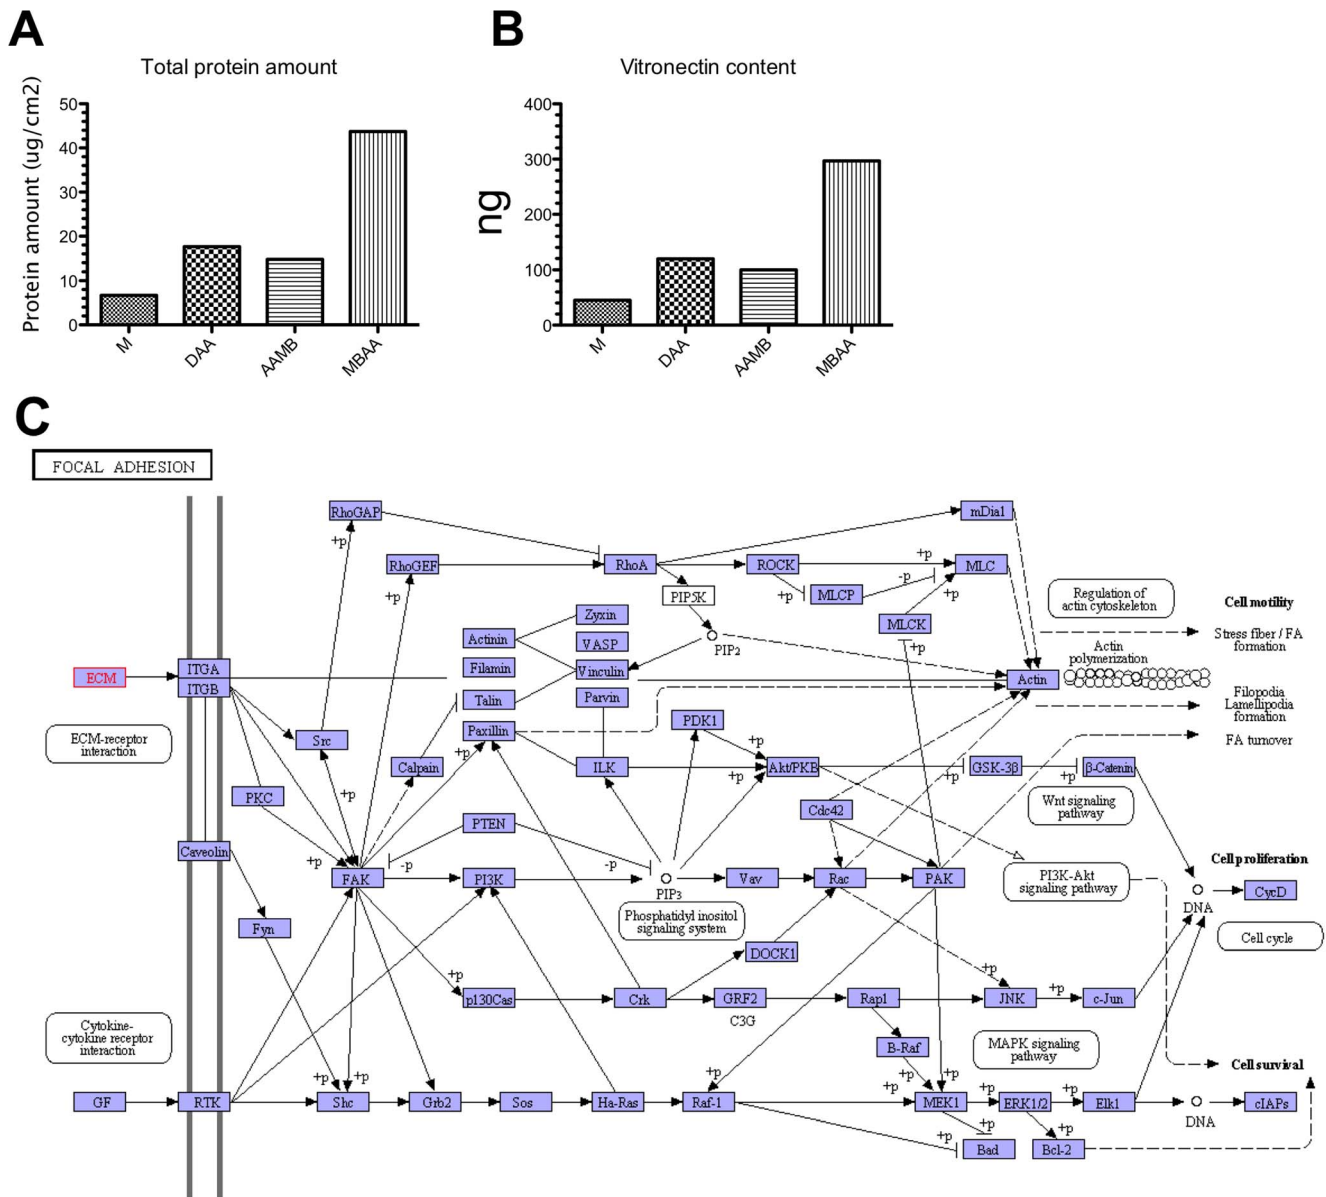 A
B
Total protein amount
Vitronectin content
Protein amount (ug/cm2)
50
40
30
20
10
0
M
DAA
AAMB
MBAA
ng
400
300
200
100
0
M
DAA
AAMB
MBAA
C
FOCAL ADHESION
RhoGAP
mDia1
+p
RhoGEF
RhoA
ROCK
+p
MLC
+p
PIP5K
+p
MLCP
-p
+p
MLCK
+p
Regulation of
actin cytoskeleton
Cell motility
Stress fiber / FA
formation
Zyxin
Actinin
VASP
PIP2
Filamin
Vinculin
Actin
polymerization
ECM
ITGA
ITGB
Talin
Parvin
Actin
Filopodia
Lamellipodia
formation
ECM-receptor
interaction
Src
Paxillin
PDK1
FA turnover
+p
+p
Calpain
ILK
Akt/PKB
+p
GSK-3β
+p
+p
β-Catenin
+p
PKC
Cdc42
Wnt signaling
pathway
PTEN
Caveolin
+p
-p
-p
FAK
PI3K
PIP3
Vav
Rac
PAK
PI3K-Akt
signaling pathway
Cell proliferation
DNA
CycD
Fyn
Phosphatidyl inositol
signaling system
Cell cycle
DOCK1
+p
+p
p130Cas
Crk
GRF2
C3G
Rap1
JNK
+p
c-Jun
Cytokine-
cytokine receptor
interaction
B-Raf
MAPK signaling
pathway
Cell survival
+p
+p
+p
+p
+p
+p
+p
+p
GF
RTK
Shc
Grb2
Sos
Ha-Ras
Raf-1
MEK1
ERK1/2
Elk1
DNA
cIAPs
+p
+p
+p
Bad
Bcl-2